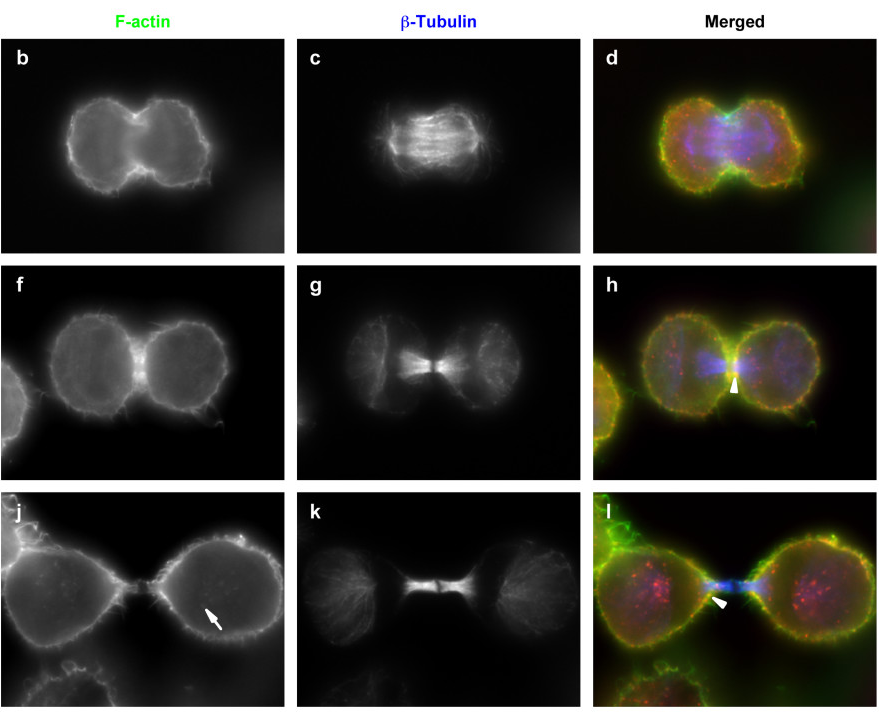 F-actin β-Tubulin Merged
b c d
f g h
j k l